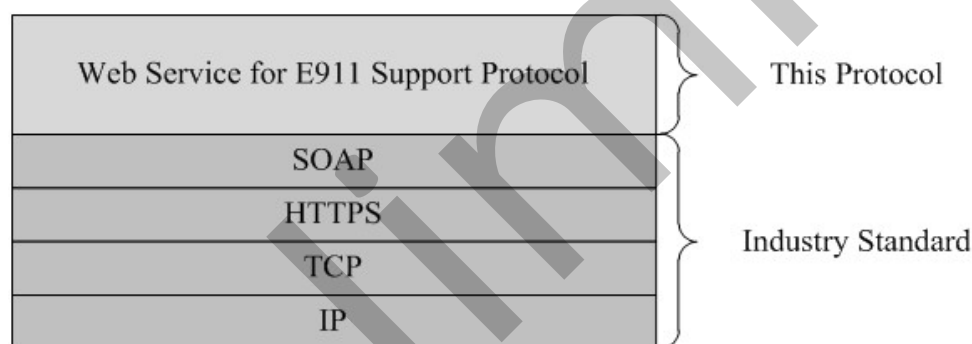 Web Service for E911 Support Protocol
This Protocol
SOAP
HTTPS
TCP
Industry Standard
IP